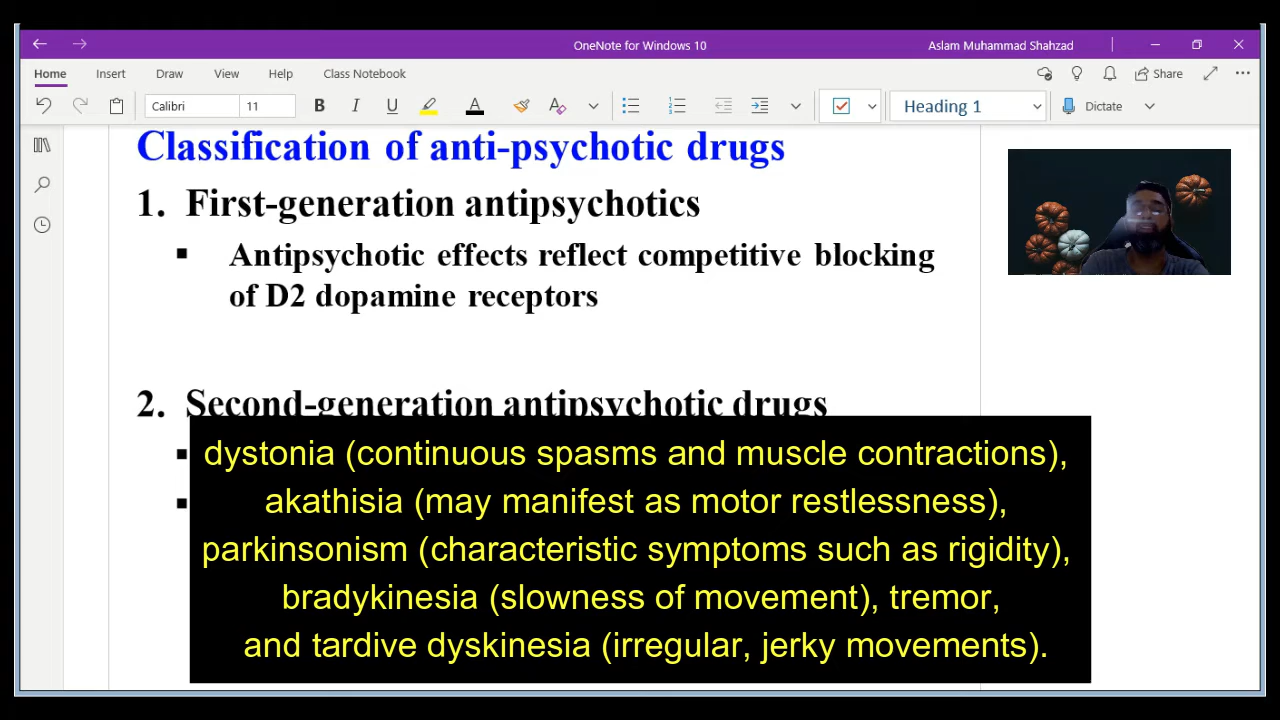 OneNote for Windows 10
Aslam Muhammad Shahzad
Home Insert Draw View Help Class Notebook
Share
Calibri 11 B I U A A Heading 1 Dictate
Classification of anti-psychotic drugs
1. First-generation antipsychotics
▪ Antipsychotic effects reflect competitive blocking
of D2 dopamine receptors
2. Second-generation antipsychotic drugs
dystonia (continuous spasms and muscle contractions),
akathisia (may manifest as motor restlessness),
parkinsonism (characteristic symptoms such as rigidity),
bradykinesia (slowness of movement), tremor,
and tardive dyskinesia (irregular, jerky movements).